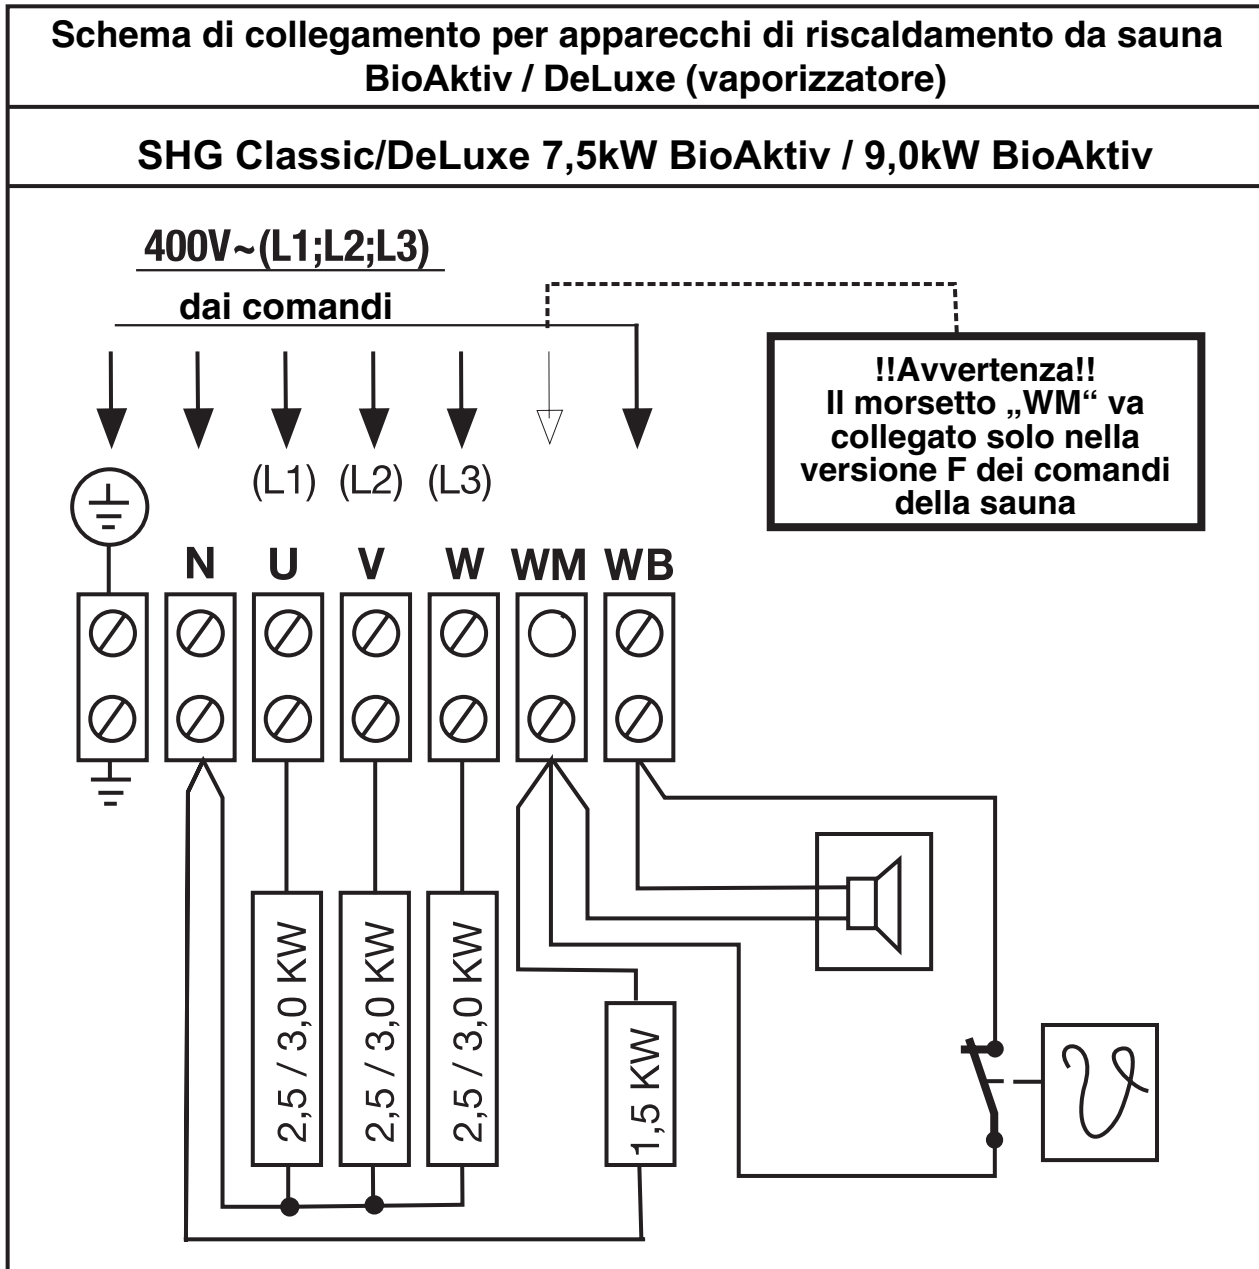 Schema di collegamento per apparecchi di riscaldamento da sauna
BioAktiv / DeLuxe (vaporizzatore)
SHG Classic/DeLuxe 7,5kW BioAktiv / 9,0kW BioAktiv
400V~(L1;L2;L3)
dai comandi
!!Avvertenza!!
Il morsetto „WM“ va
collegato solo nella
versione F dei comandi
della sauna
(L1) (L2) (L3)
N U V W WM WB
2,5 / 3,0 KW
2,5 / 3,0 KW
2,5 / 3,0 KW
1,5 KW